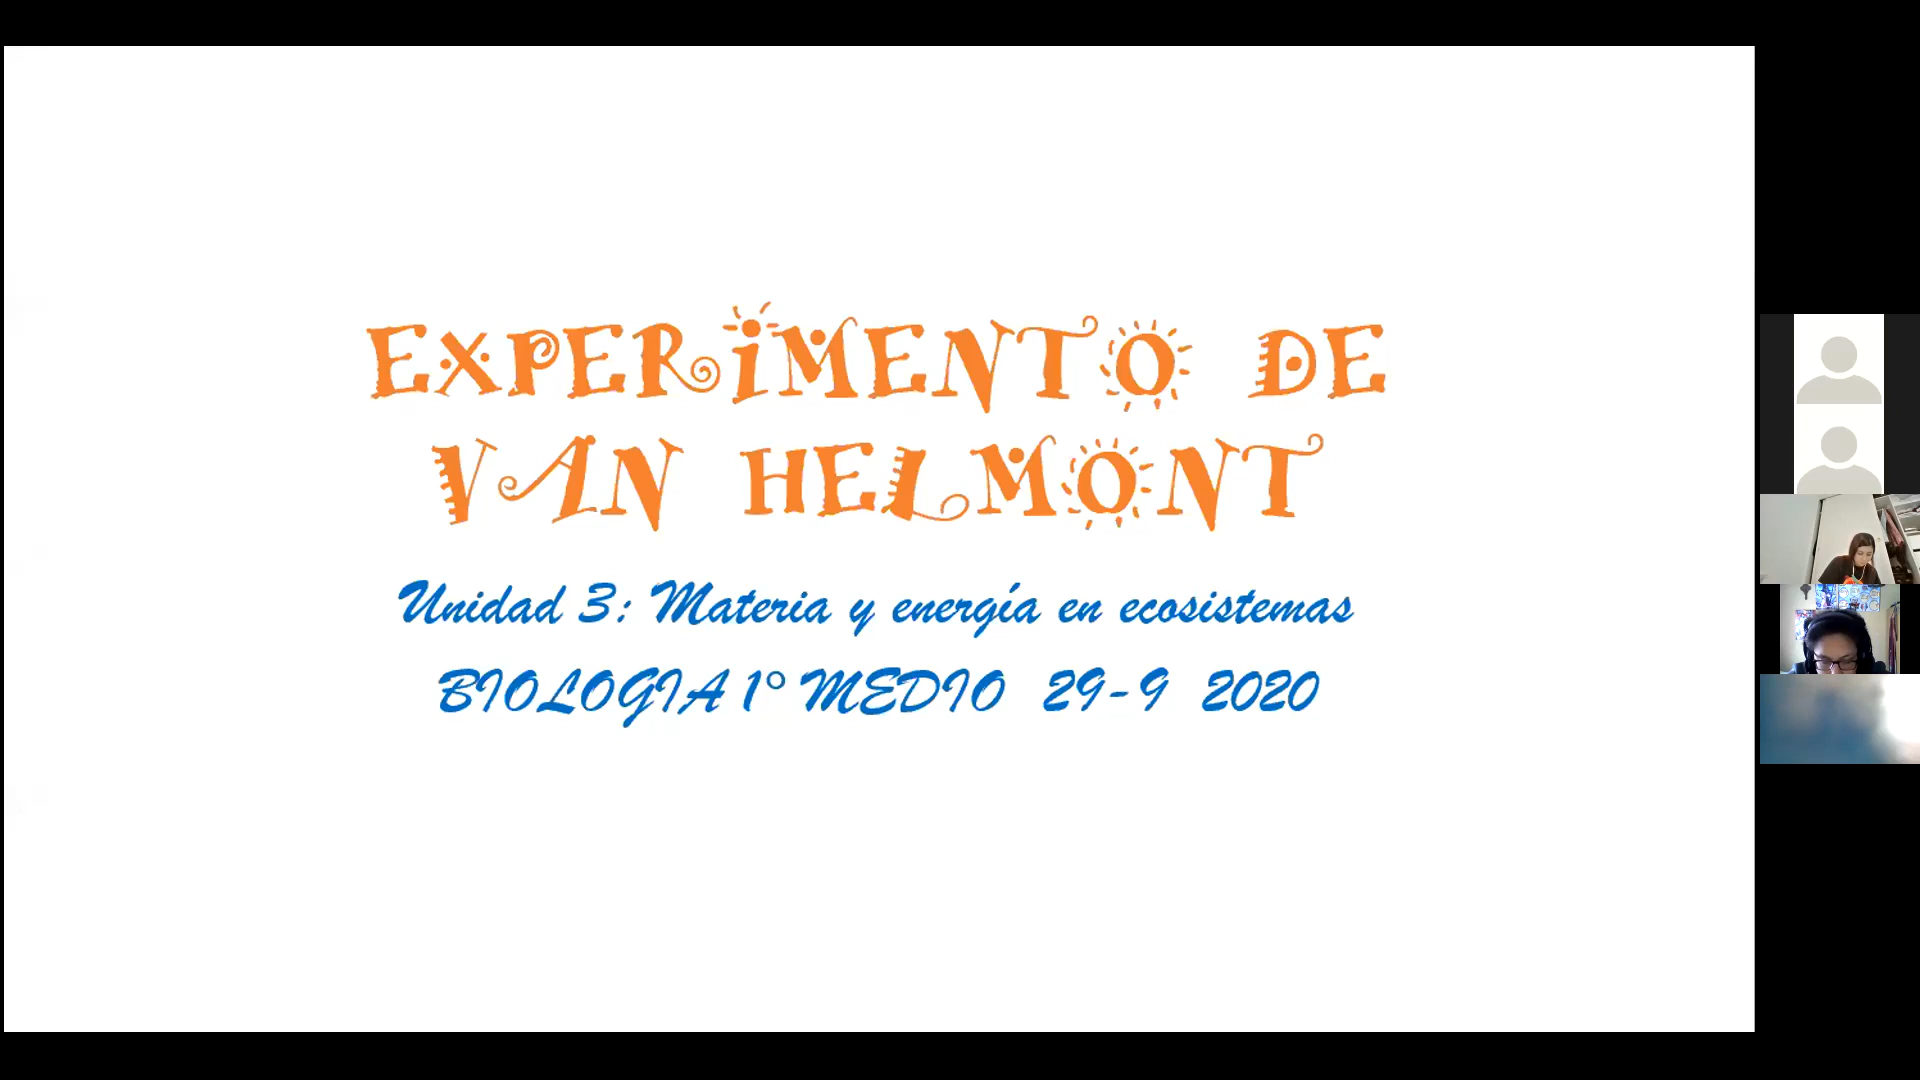 EXPERIMENTO DE
VAN HELMONT
Unidad 3: Materia y energía en ecosistemas
BIOLOGIA 1° MEDIO 29-9 2020